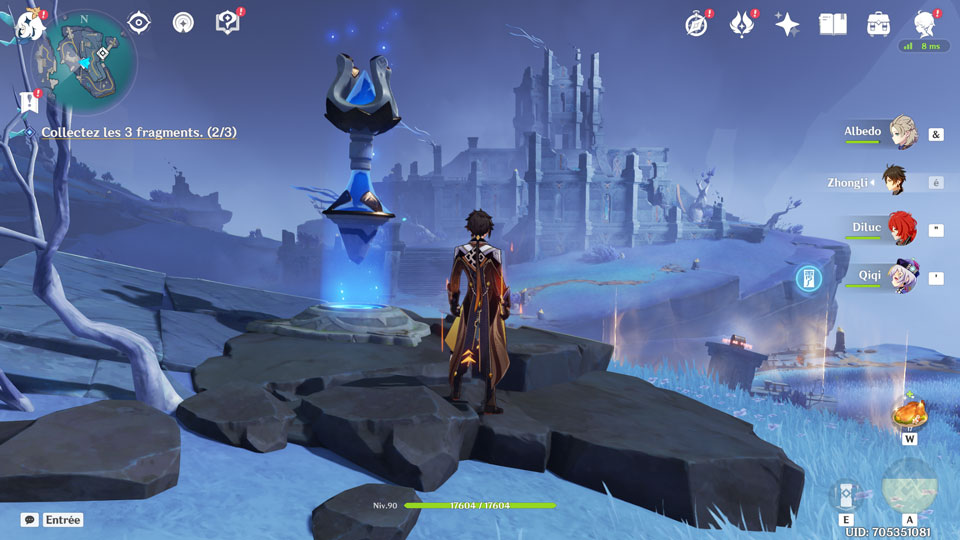 N
8 ms
Collectez les 3 fragments. (2/3)
Albedo
&
Zhongli
é
Diluc
"
Qiqi
'
W
Niv.90
17604 / 17604
Entrée
E
A
UID: 705351081